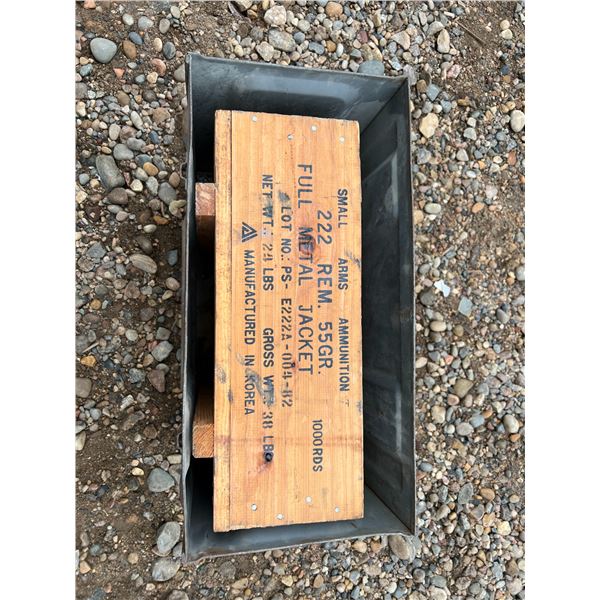 SMALL ARMS AMMUNITION
222 REM. 55GR. 1000RDS
FULL METAL JACKET
LOT NO.: PS- E222A-004-82
NET WT.: 24 LBS GROSS WT.: 38 LBS
MANUFACTURED IN KOREA